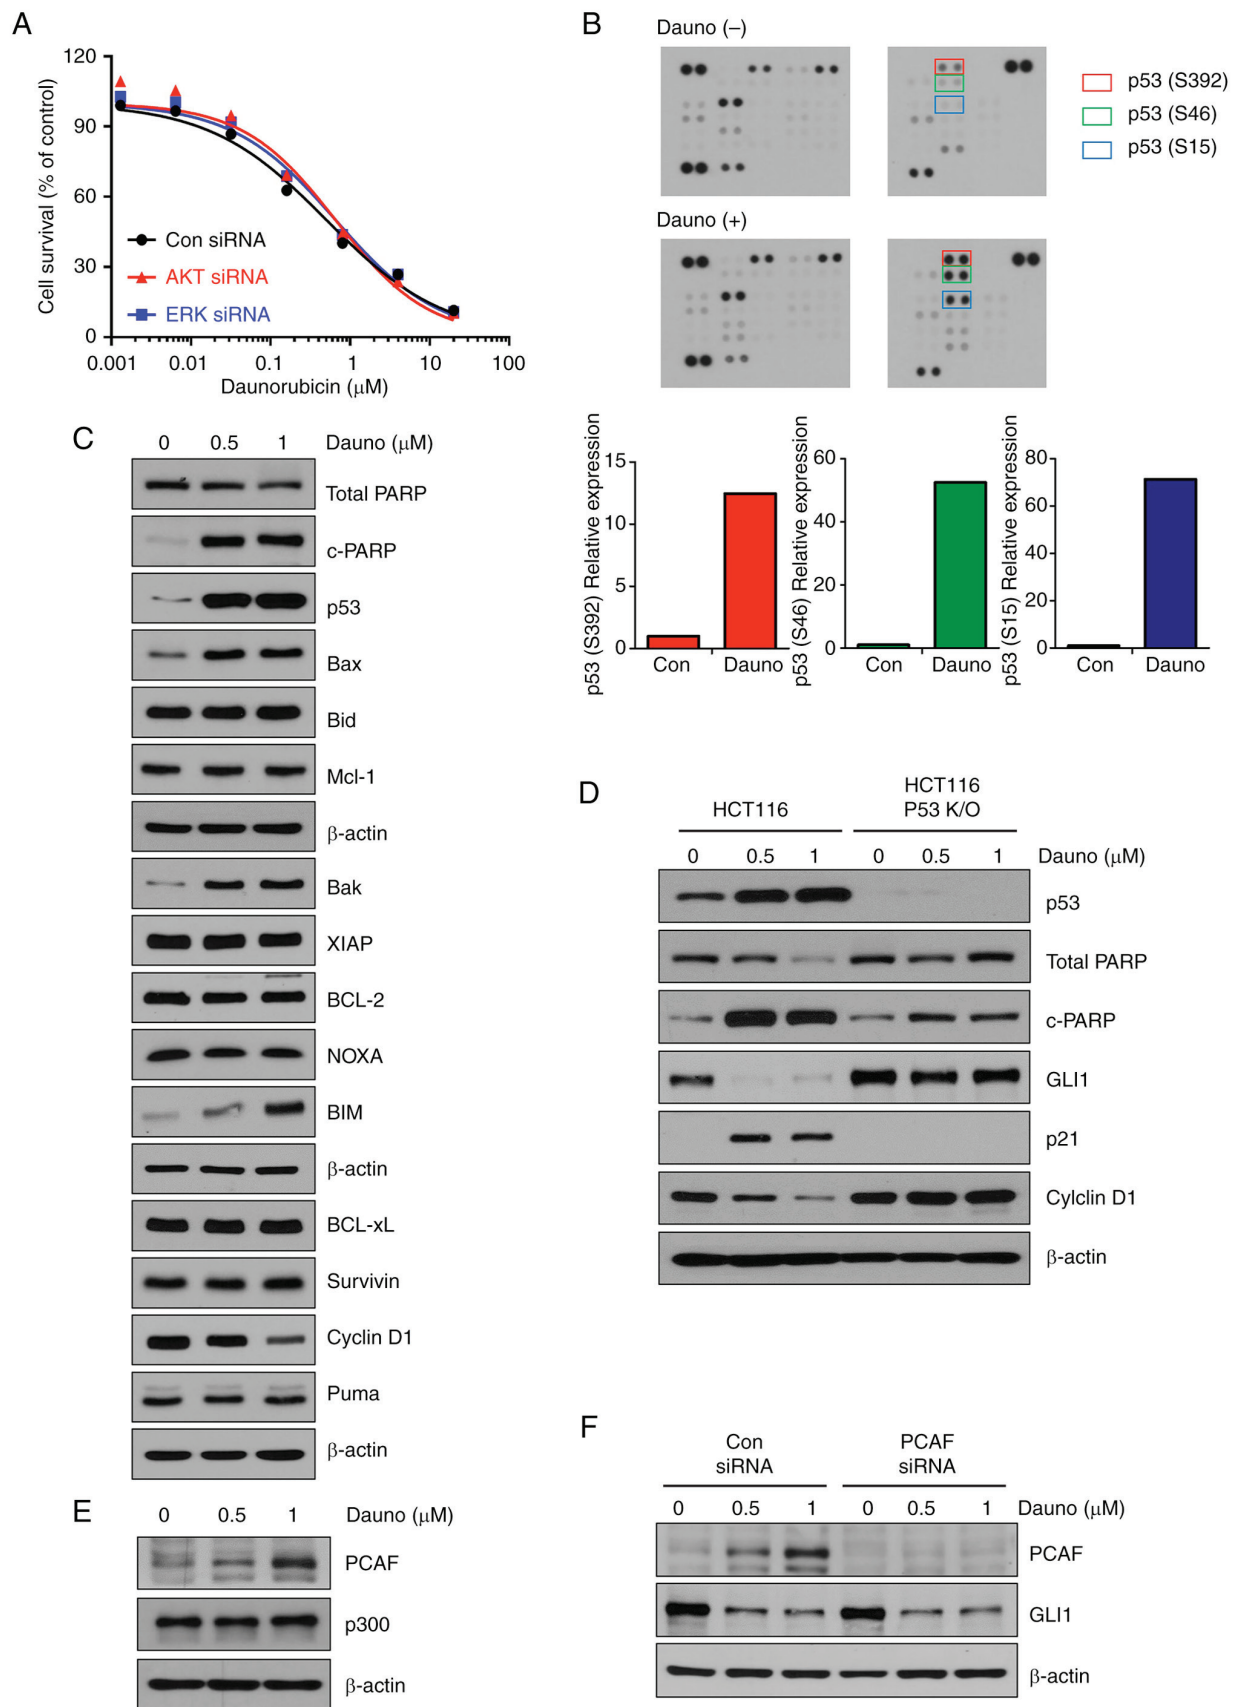 A
120
90
60
30
0
Cell survival (% of control)
Con siRNA
AKT siRNA
ERK siRNA
0.001 0.01 0.1 1 10 100
Daunorubicin (μM)
B
Dauno (–)
p53 (S392)
p53 (S46)
p53 (S15)
Dauno (+)
p53 (S392) Relative expression
15
10
5
0
Con Dauno
p53 (S46) Relative expression
60
40
20
0
Con Dauno
p53 (S15) Relative expression
80
60
40
20
0
Con Dauno
C
0 0.5 1 Dauno (μM)
Total PARP
c-PARP
p53
Bax
Bid
Mcl-1
β-actin
Bak
XIAP
BCL-2
NOXA
BIM
β-actin
BCL-xL
Survivin
Cyclin D1
Puma
β-actin
D
HCT116
HCT116
P53 K/O
0 0.5 1 0 0.5 1 Dauno (μM)
p53
Total PARP
c-PARP
GLI1
p21
Cylclin D1
β-actin
E
0 0.5 1 Dauno (μM)
PCAF
p300
β-actin
F
Con
siRNA
PCAF
siRNA
0 0.5 1 0 0.5 1 Dauno (μM)
PCAF
GLI1
β-actin